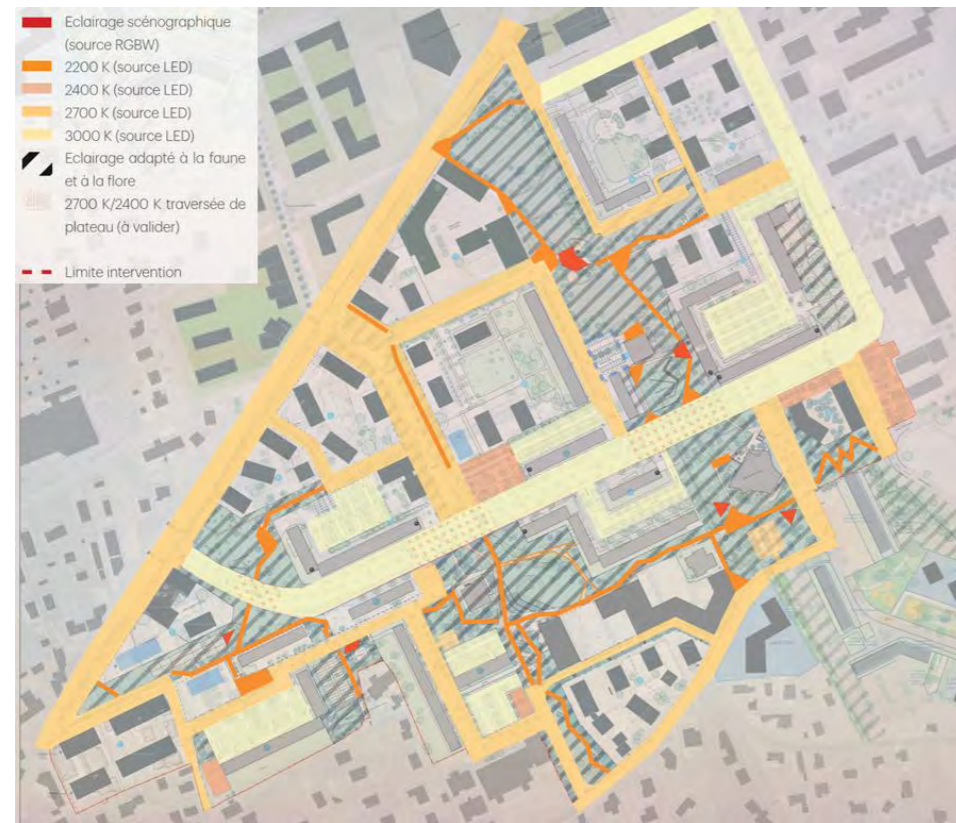 Eclairage scénographique
(source RGBW)
2200 K (source LED)
2400 K (source LED)
2700 K (source LED)
3000 K (source LED)
Eclairage adapté à la faune
et à la flore
2700 K/2400 K traversée de
plateau (à valider)
Limite intervention